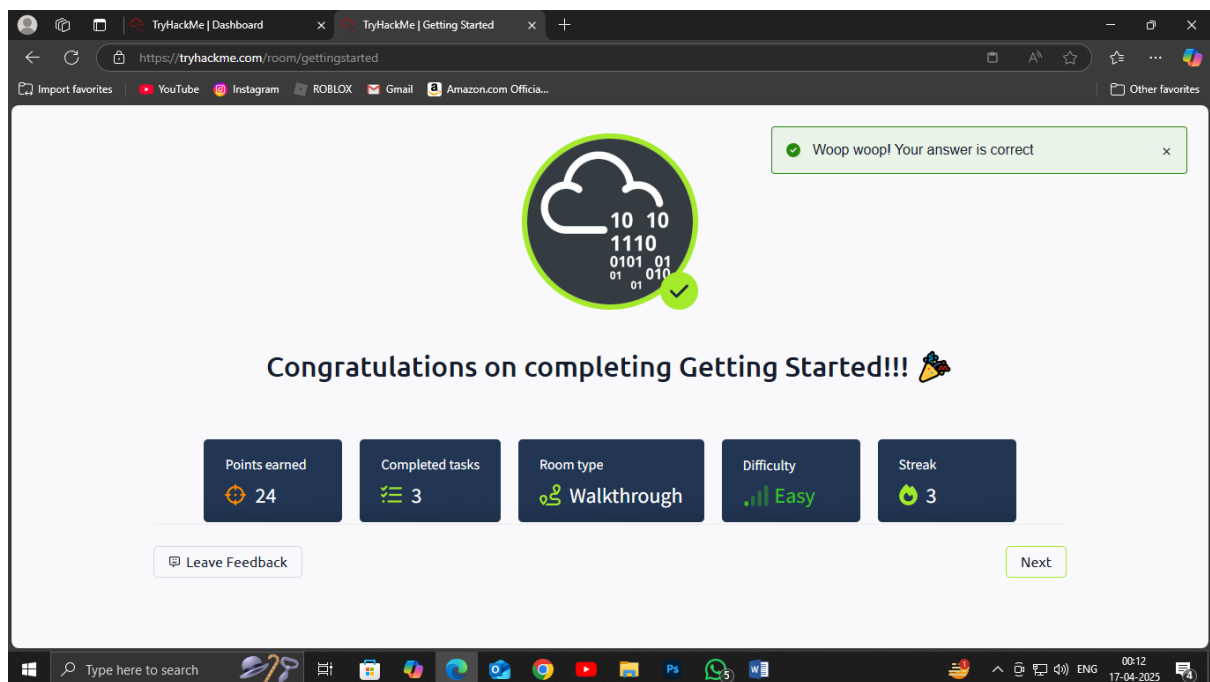 TryHackMe | Dashboard
TryHackMe | Getting Started
https://tryhackme.com/room/gettingstarted
Import favorites
YouTube
Instagram
ROBLOX
Gmail
Amazon.com Officia...
Other favorites
Woop woop! Your answer is correct
10 10
1110
0101 01
01 010
01
Congratulations on completing Getting Started!!!
Points earned
24
Completed tasks
3
Room type
Walkthrough
Difficulty
Easy
Streak
3
Leave Feedback
Next
Type here to search
Ps
5
W
ENG
00:12
17-04-2025
4